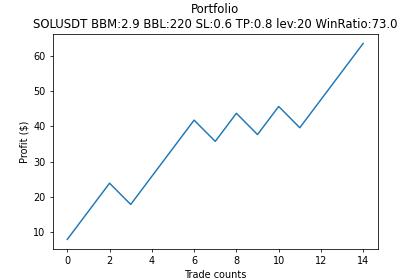 Portfolio
SOLUSDT BBM:2.9 BBL:220 SL:0.6 TP:0.8 lev:20 WinRatio:73.0
60
50
40
30
20
10
Profit ($)
0 2 4 6 8 10 12 14
Trade counts